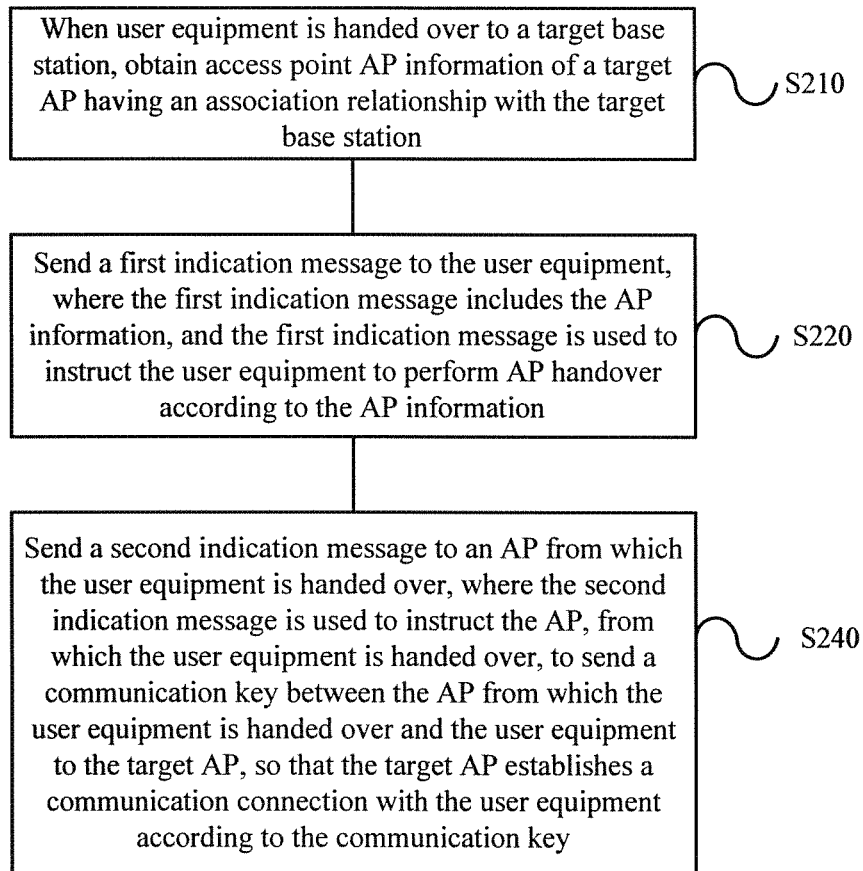 When user equipment is handed over to a target base
station, obtain access point AP information of a target
AP having an association relationship with the target
base station
S210
Send a first indication message to the user equipment,
where the first indication message includes the AP
information, and the first indication message is used to
instruct the user equipment to perform AP handover
according to the AP information
S220
Send a second indication message to an AP from which
the user equipment is handed over, where the second
indication message is used to instruct the AP, from
which the user equipment is handed over, to send a
communication key between the AP from which the
user equipment is handed over and the user equipment
to the target AP, so that the target AP establishes a
communication connection with the user equipment
according to the communication key
S240